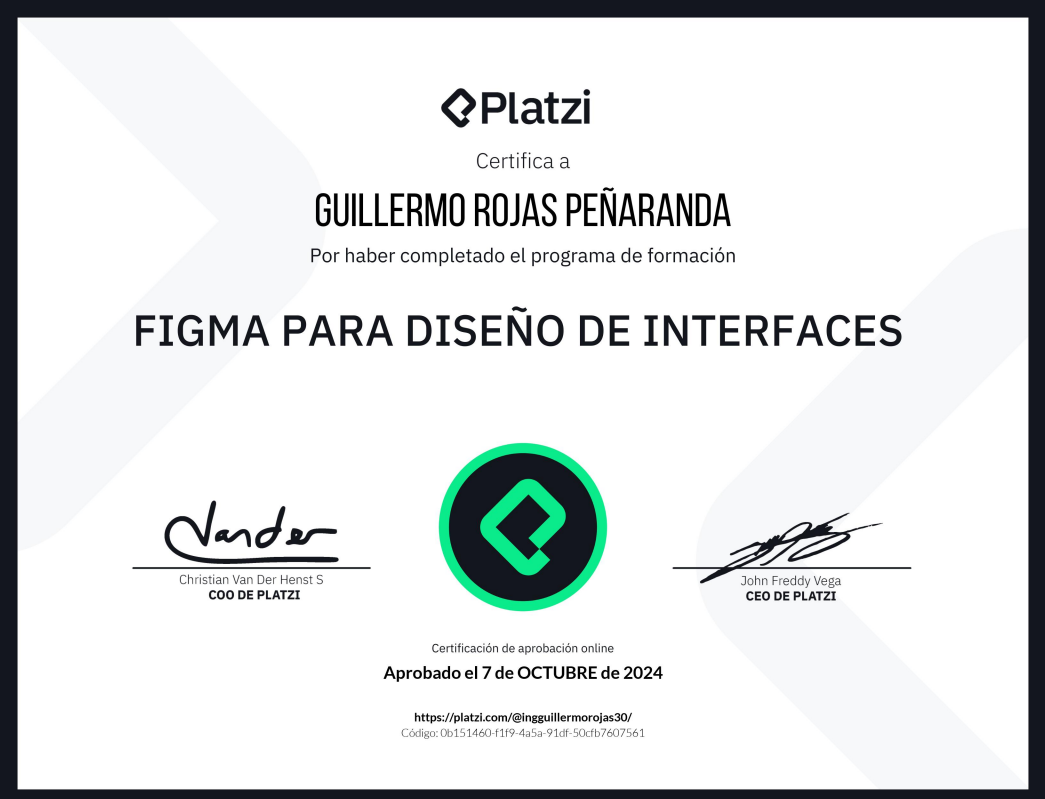 Platzi
Certifica a
GUILLERMO ROJAS PEÑARANDA
Por haber completado el programa de formación
FIGMA PARA DISEÑO DE INTERFACES
Vander
Christian Van Der Henst S
COO DE PLATZI
John Freddy Vega
CEO DE PLATZI
Certificación de aprobación online
Aprobado el 7 de OCTUBRE de 2024
https://platzi.com/@ingguillermorojas30/
Código: 0b151460-f1f9-4a5a-91df-50cfb7607561